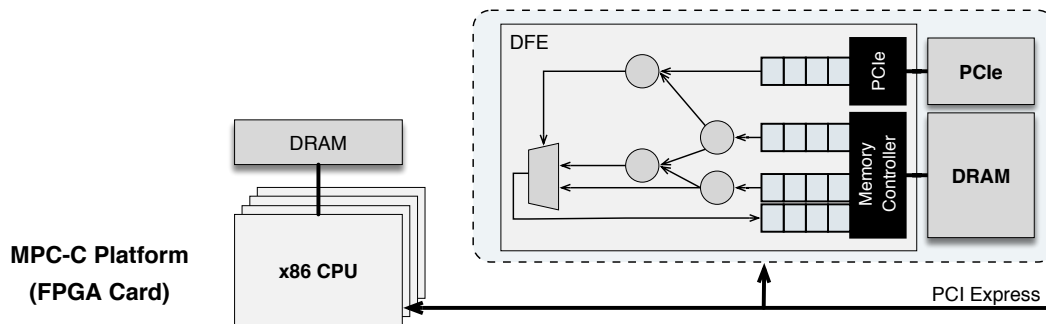 DFE
PCIe
PCIe
DRAM
Memory
Controller
DRAM
MPC-C Platform
(FPGA Card)
x86 CPU
PCI Express